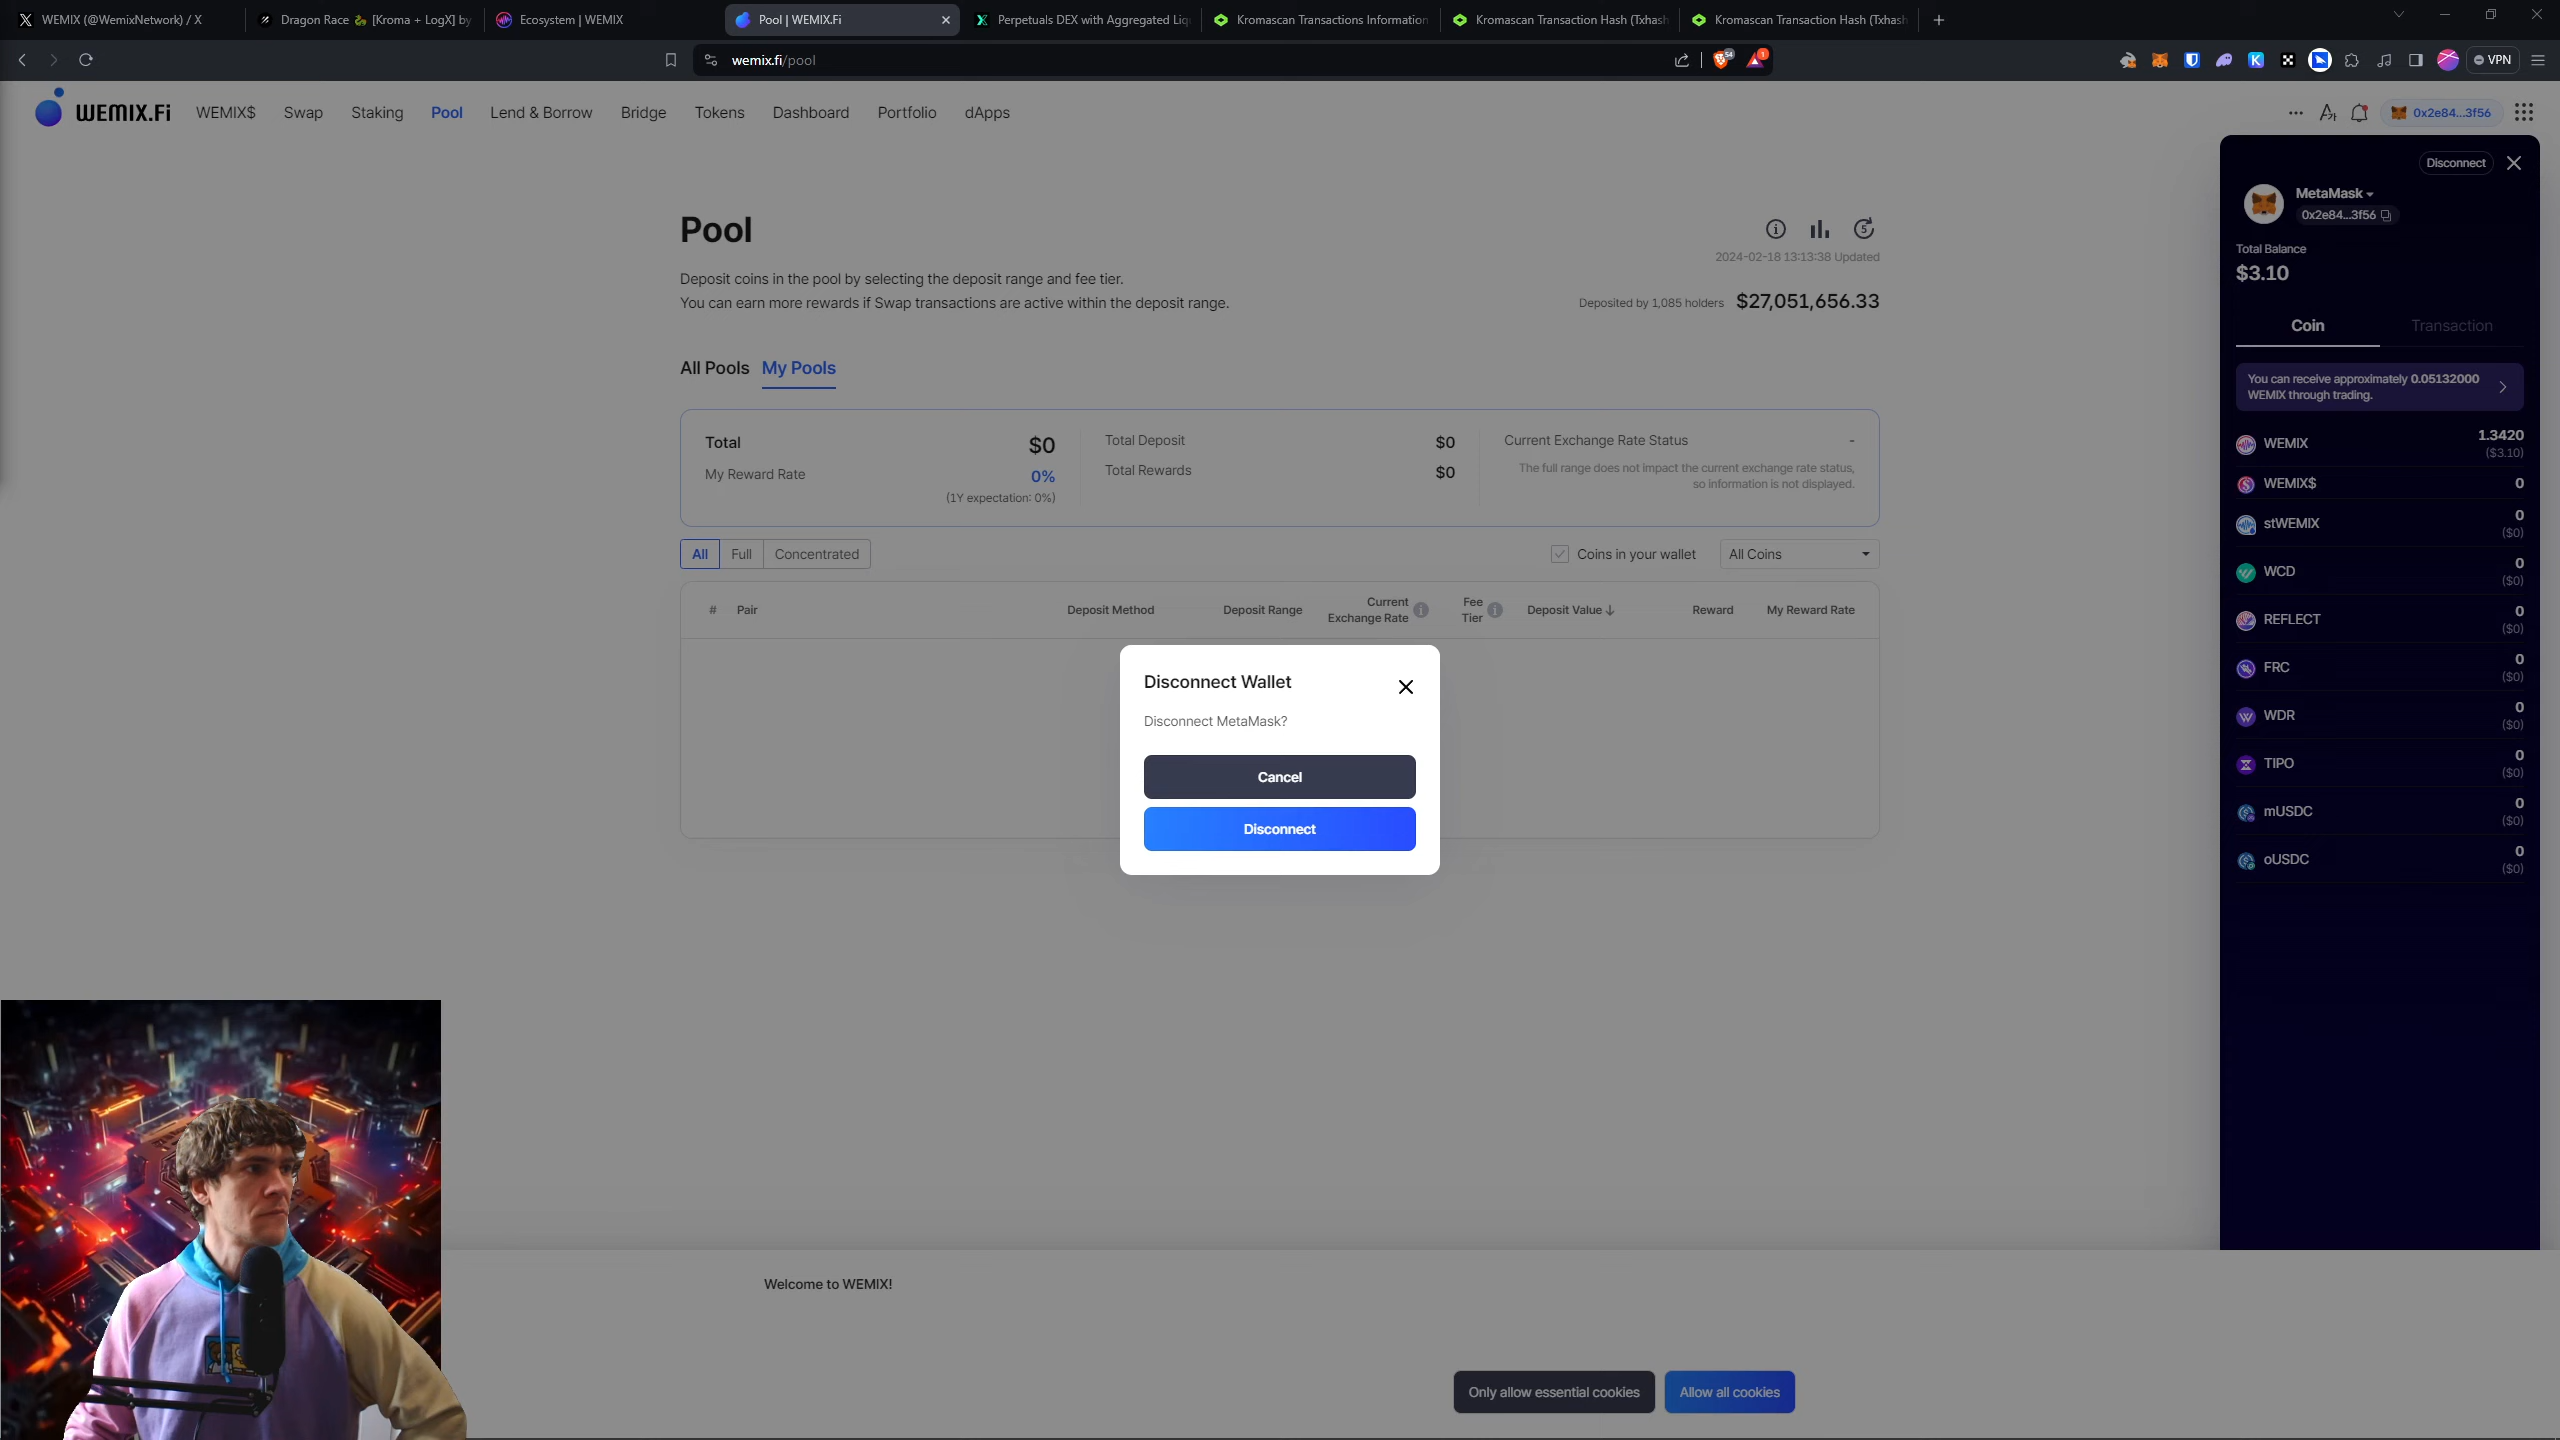 WEMIX (@WemixNetwork) / X
Dragon Race 🐉 [Kroma + LogX] by
Ecosystem | WEMIX
Pool | WEMIX.Fi
Perpetuals DEX with Aggregated Liq
Kromascan Transactions Information
Kromascan Transaction Hash (Txhash
Kromascan Transaction Hash (Txhash
wemix.fi/pool
54
1
VPN
WEMIX.Fi
WEMIX$
Swap
Staking
Pool
Lend & Borrow
Bridge
Tokens
Dashboard
Portfolio
dApps
0x2e84...3f56
Disconnect
MetaMask
0x2e84...3f56
Total Balance
$3.10
Coin
Transaction
You can receive approximately 0.05132000
WEMIX through trading.
WEMIX
1.3420
($3.10)
WEMIX$
0
stWEMIX
0
($0)
WCD
0
($0)
REFLECT
0
($0)
FRC
0
($0)
WDR
0
($0)
TIPO
0
($0)
mUSDC
0
($0)
oUSDC
0
($0)
Pool
5
2024-02-18 13:13:38 Updated
Deposit coins in the pool by selecting the deposit range and fee tier.
You can earn more rewards if Swap transactions are active within the deposit range.
Deposited by 1,085 holders $27,051,656.33
All Pools
My Pools
Total
$0
My Reward Rate
0%
(1Y expectation: 0%)
Total Deposit
$0
Total Rewards
$0
Current Exchange Rate Status
-
The full range does not impact the current exchange rate status,
so information is not displayed.
All
Full
Concentrated
Coins in your wallet
All Coins
#
Pair
Deposit Method
Deposit Range
Current
Exchange Rate
Fee
Tier
Deposit Value
Reward
My Reward Rate
Disconnect Wallet
Disconnect MetaMask?
Cancel
Disconnect
Welcome to WEMIX!
Only allow essential cookies
Allow all cookies